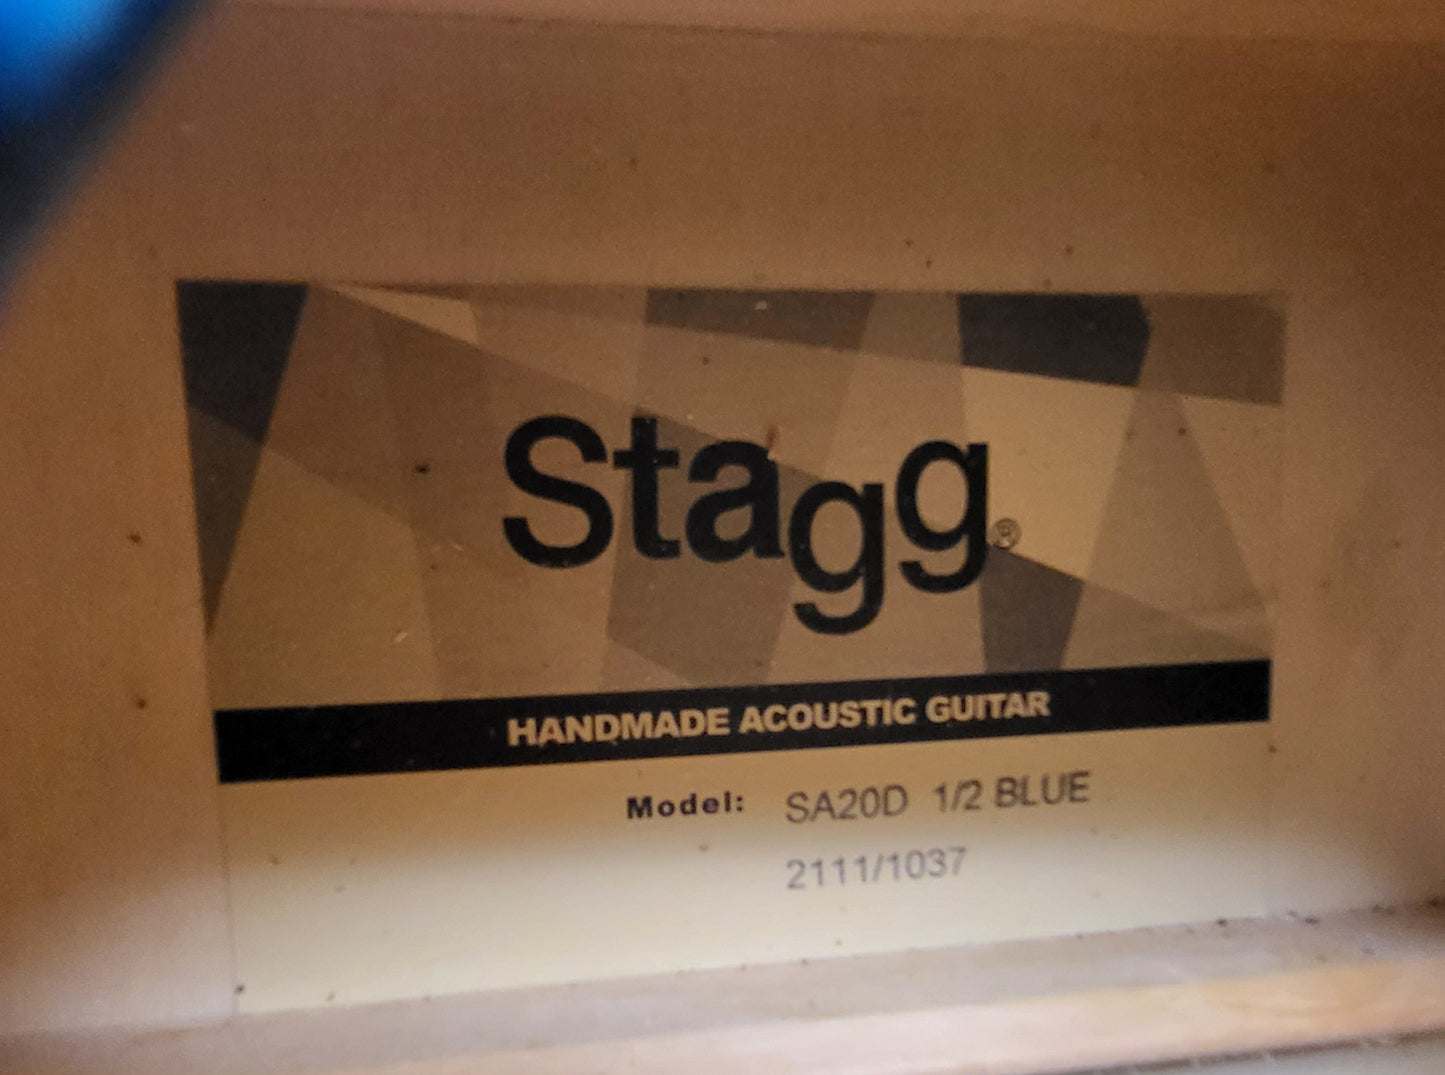 Stagg®
HANDMADE ACOUSTIC GUITAR
Model: SA20D 1/2 BLUE
2111/1037